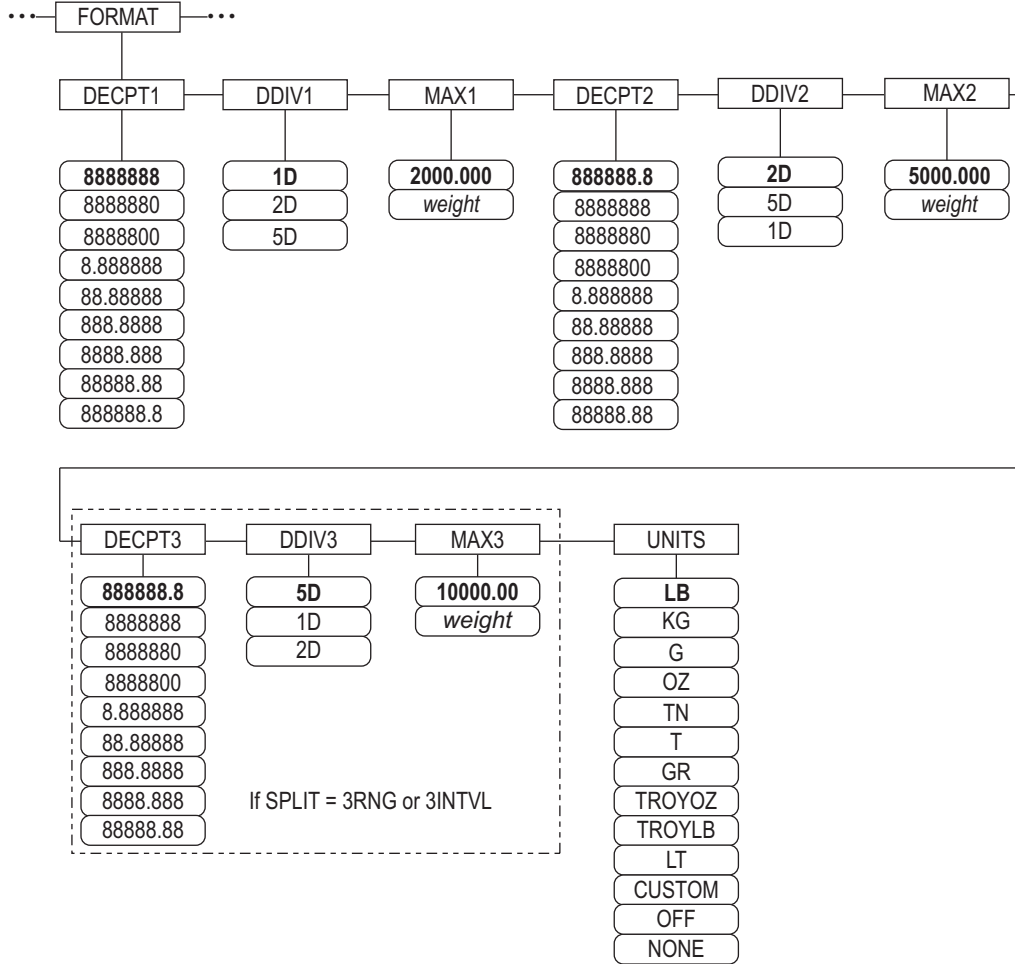 ••• FORMAT •••
DECPT1 DDIV1 MAX1 DECPT2 DDIV2 MAX2
8888888 1D 2000.000 888888.8 2D 5000.000
8888880 2D weight 8888888 5D weight
8888800 5D 8888880 1D
8.888888 8888800
88.88888 8.888888
888.8888 88.88888
8888.888 888.8888
88888.88 8888.888
888888.8 88888.88
DECPT3 DDIV3 MAX3 UNITS
888888.8 5D 10000.00 LB
8888888 1D weight KG
8888880 2D G
8888800 OZ
8.888888 TN
88.88888 T
888.8888 GR
8888.888 If SPLIT = 3RNG or 3INTVL TROYOZ
88888.88 TROYLB
LT
CUSTOM
OFF
NONE